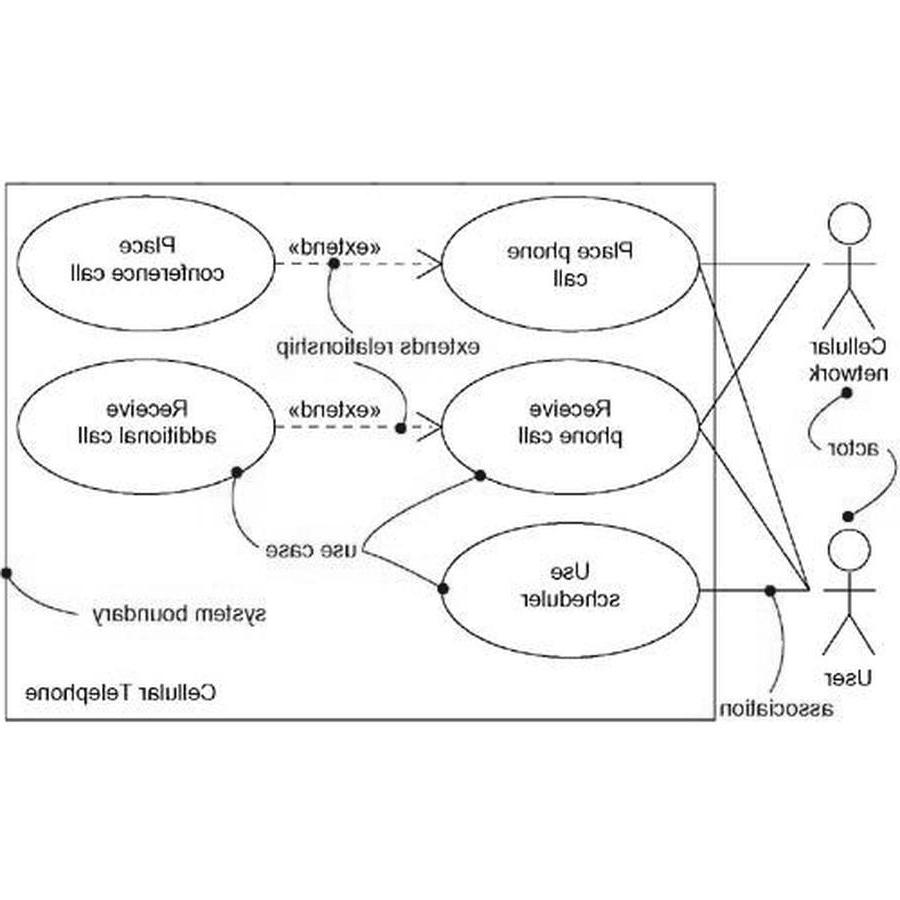 Place
conference call
«extend»
Place phone
call
extends relationship
Cellular
network
Receive
additional call
«extend»
Receive
phone call
actor
use case
Use
scheduler
system boundary
User
Cellular Telephone
association